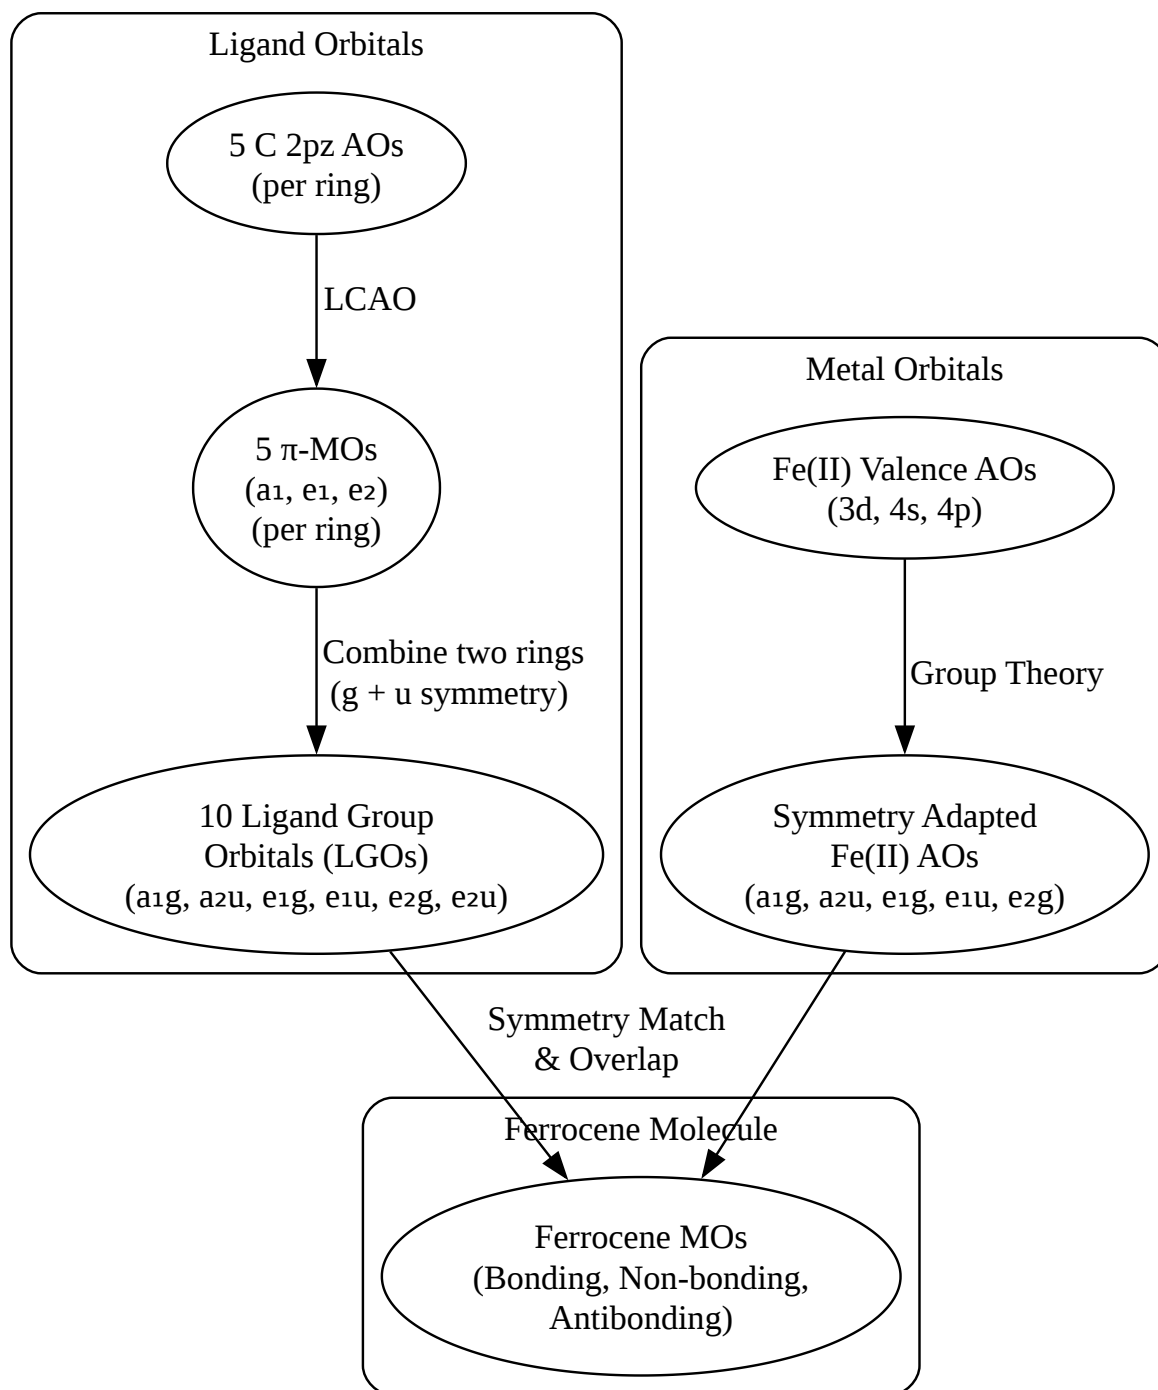 Ligand Orbitals
5 C 2pz AOs
(per ring)
LCAO
5 π-MOs
(a₁, e₁, e₂)
(per ring)
Combine two rings
(g + u symmetry)
10 Ligand Group
Orbitals (LGOs)
(a₁g, a₂u, e₁g, e₁u, e₂g, e₂u)
Metal Orbitals
Fe(II) Valence AOs
(3d, 4s, 4p)
Group Theory
Symmetry Adapted
Fe(II) AOs
(a₁g, a₂u, e₁g, e₁u, e₂g)
Symmetry Match
& Overlap
Ferrocene Molecule
Ferrocene MOs
(Bonding, Non-bonding,
Antibonding)